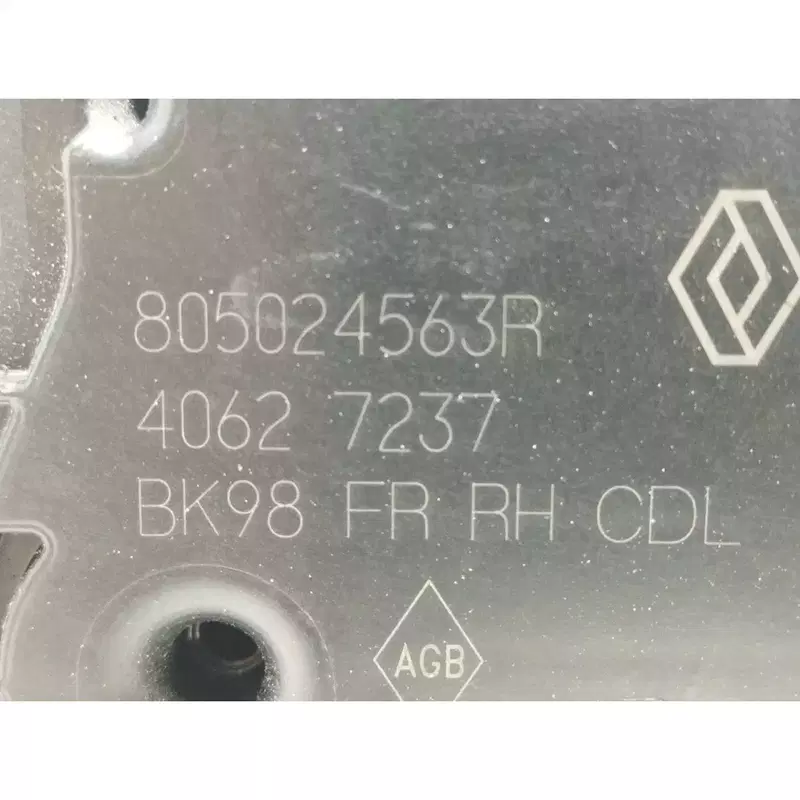 805024563R
4062 7237
BK98 FR RH CDL
AGB